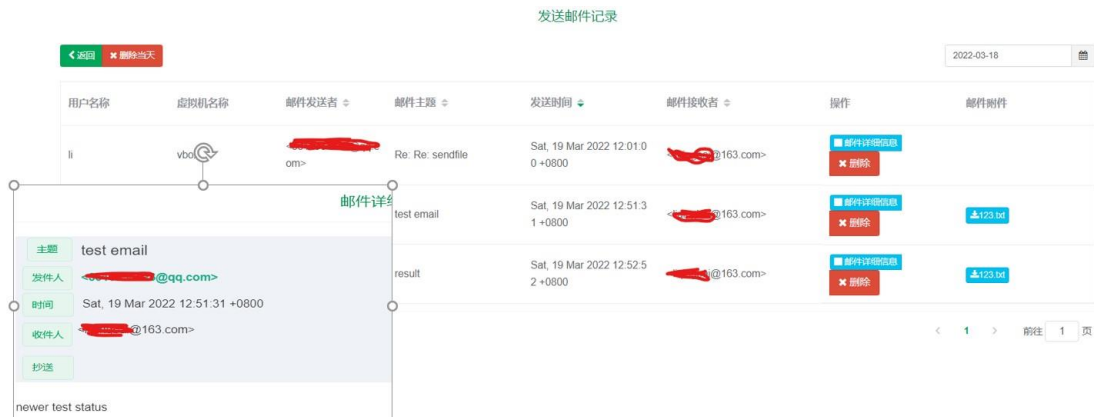 发送邮件记录
返回 删除当天
2022-03-18
用户名称 虚拟机名称 邮件发送者 邮件主题 发送时间 邮件接收者 操作 邮件附件
li
om>
Re: Re: sendfile
Sat, 19 Mar 2022 12:01:0
0 +0800
@163.com>
邮件详细信息
删除
test email
Sat, 19 Mar 2022 12:51:3
1 +0800
@163.com>
邮件详细信息
删除
123.txt
result
Sat, 19 Mar 2022 12:52:5
2 +0800
@163.com>
邮件详细信息
删除
123.txt
1
前往 1 页
邮件详
主题 test email
发件人 @qq.com>
时间 Sat, 19 Mar 2022 12:51:31 +0800
收件人 @163.com>
抄送
newer test status